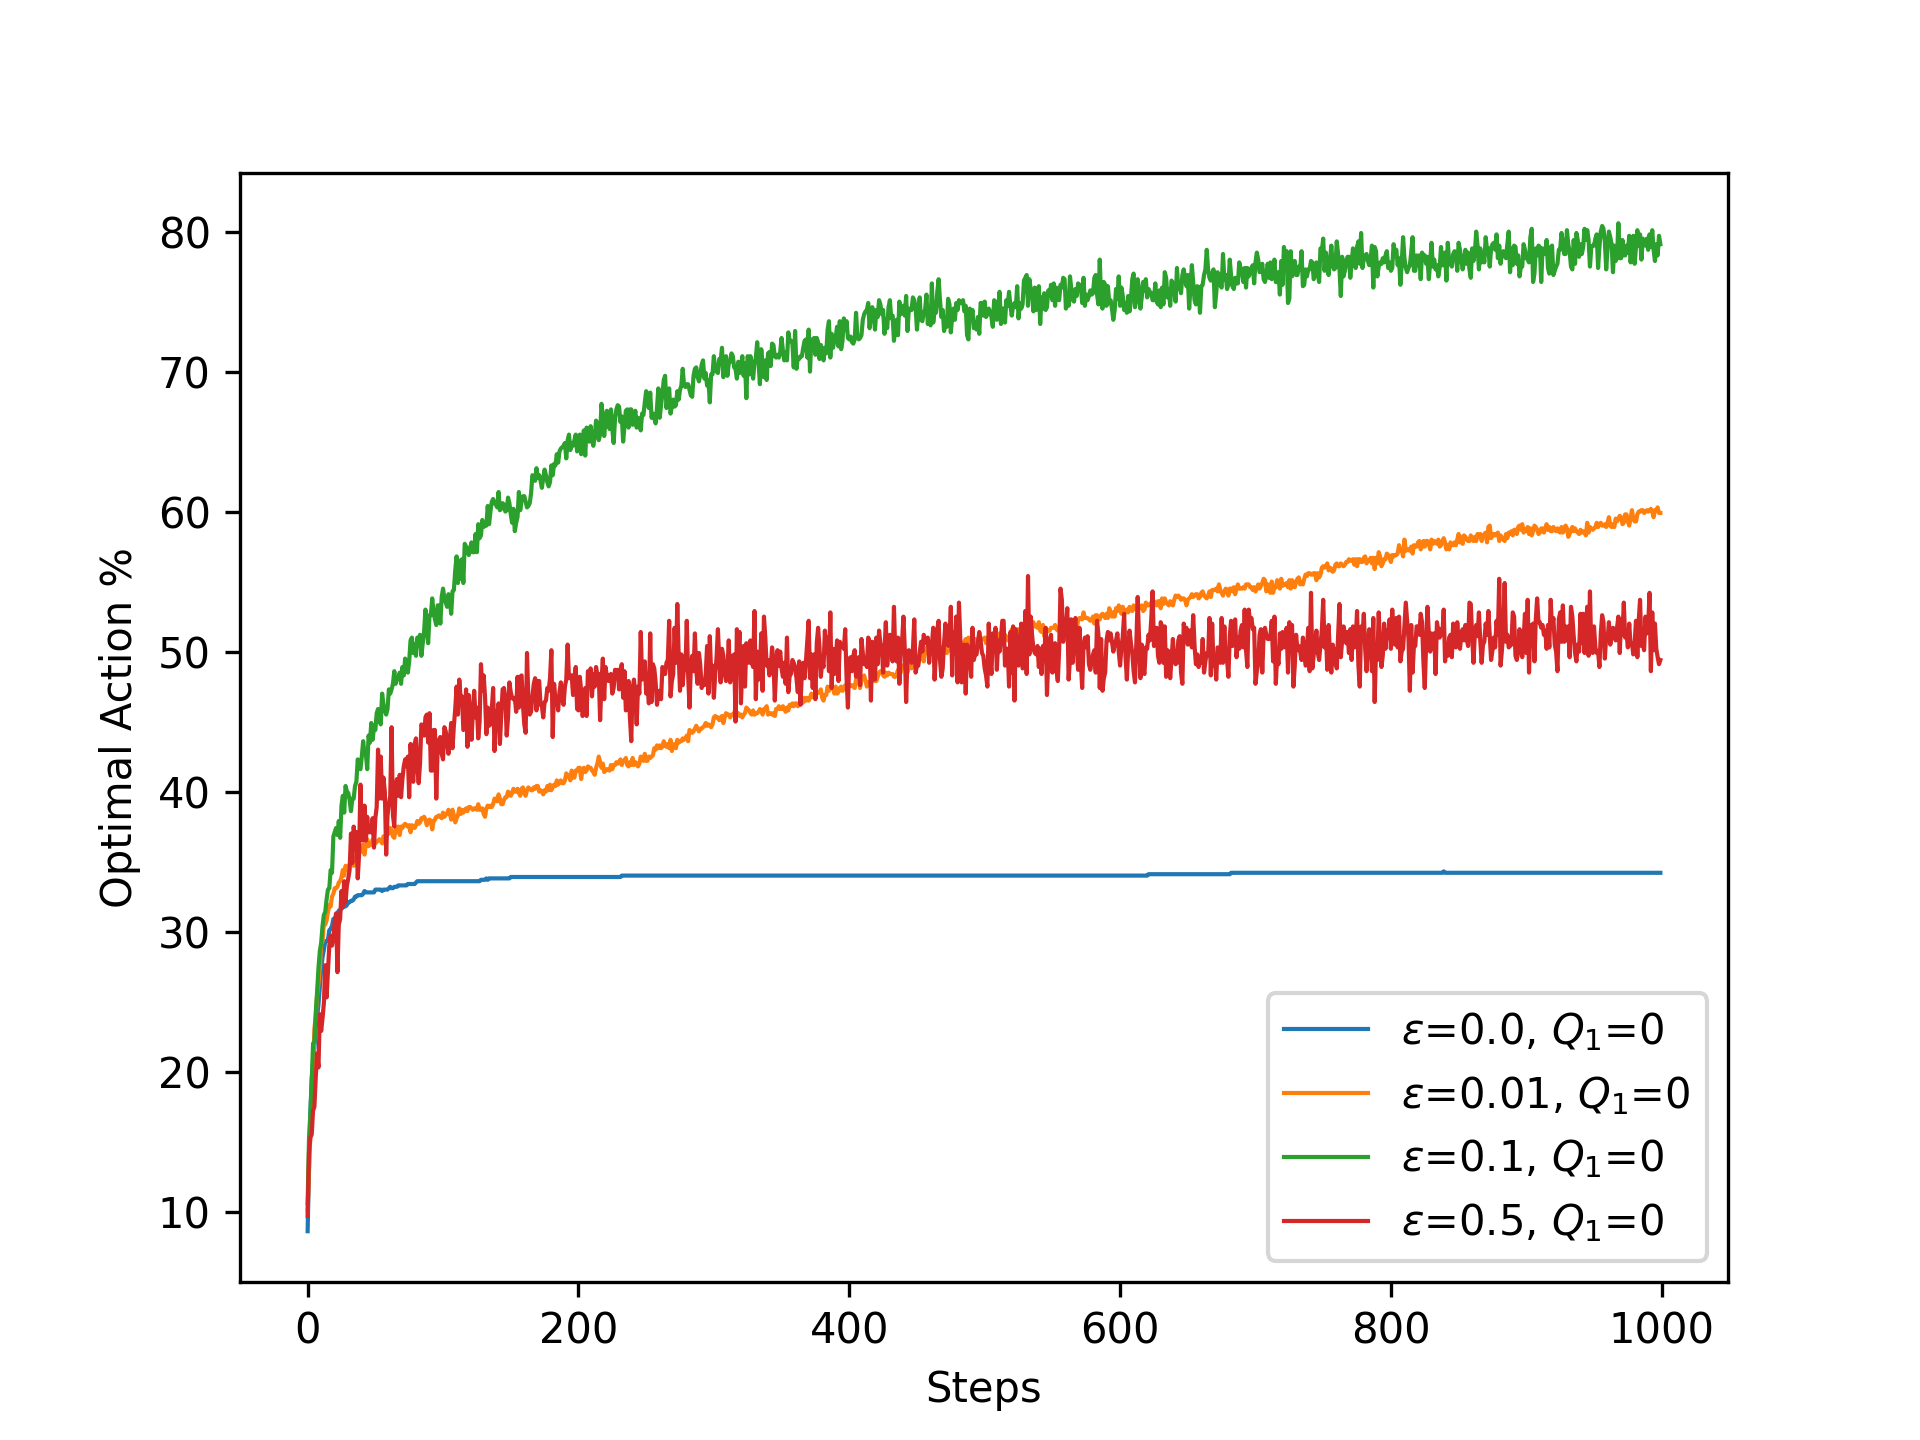 Optimal Action %
80
70
60
50
40
30
20
10
0 200 400 600 800 1000
Steps
ε=0.0, Q₁=0
ε=0.01, Q₁=0
ε=0.1, Q₁=0
ε=0.5, Q₁=0